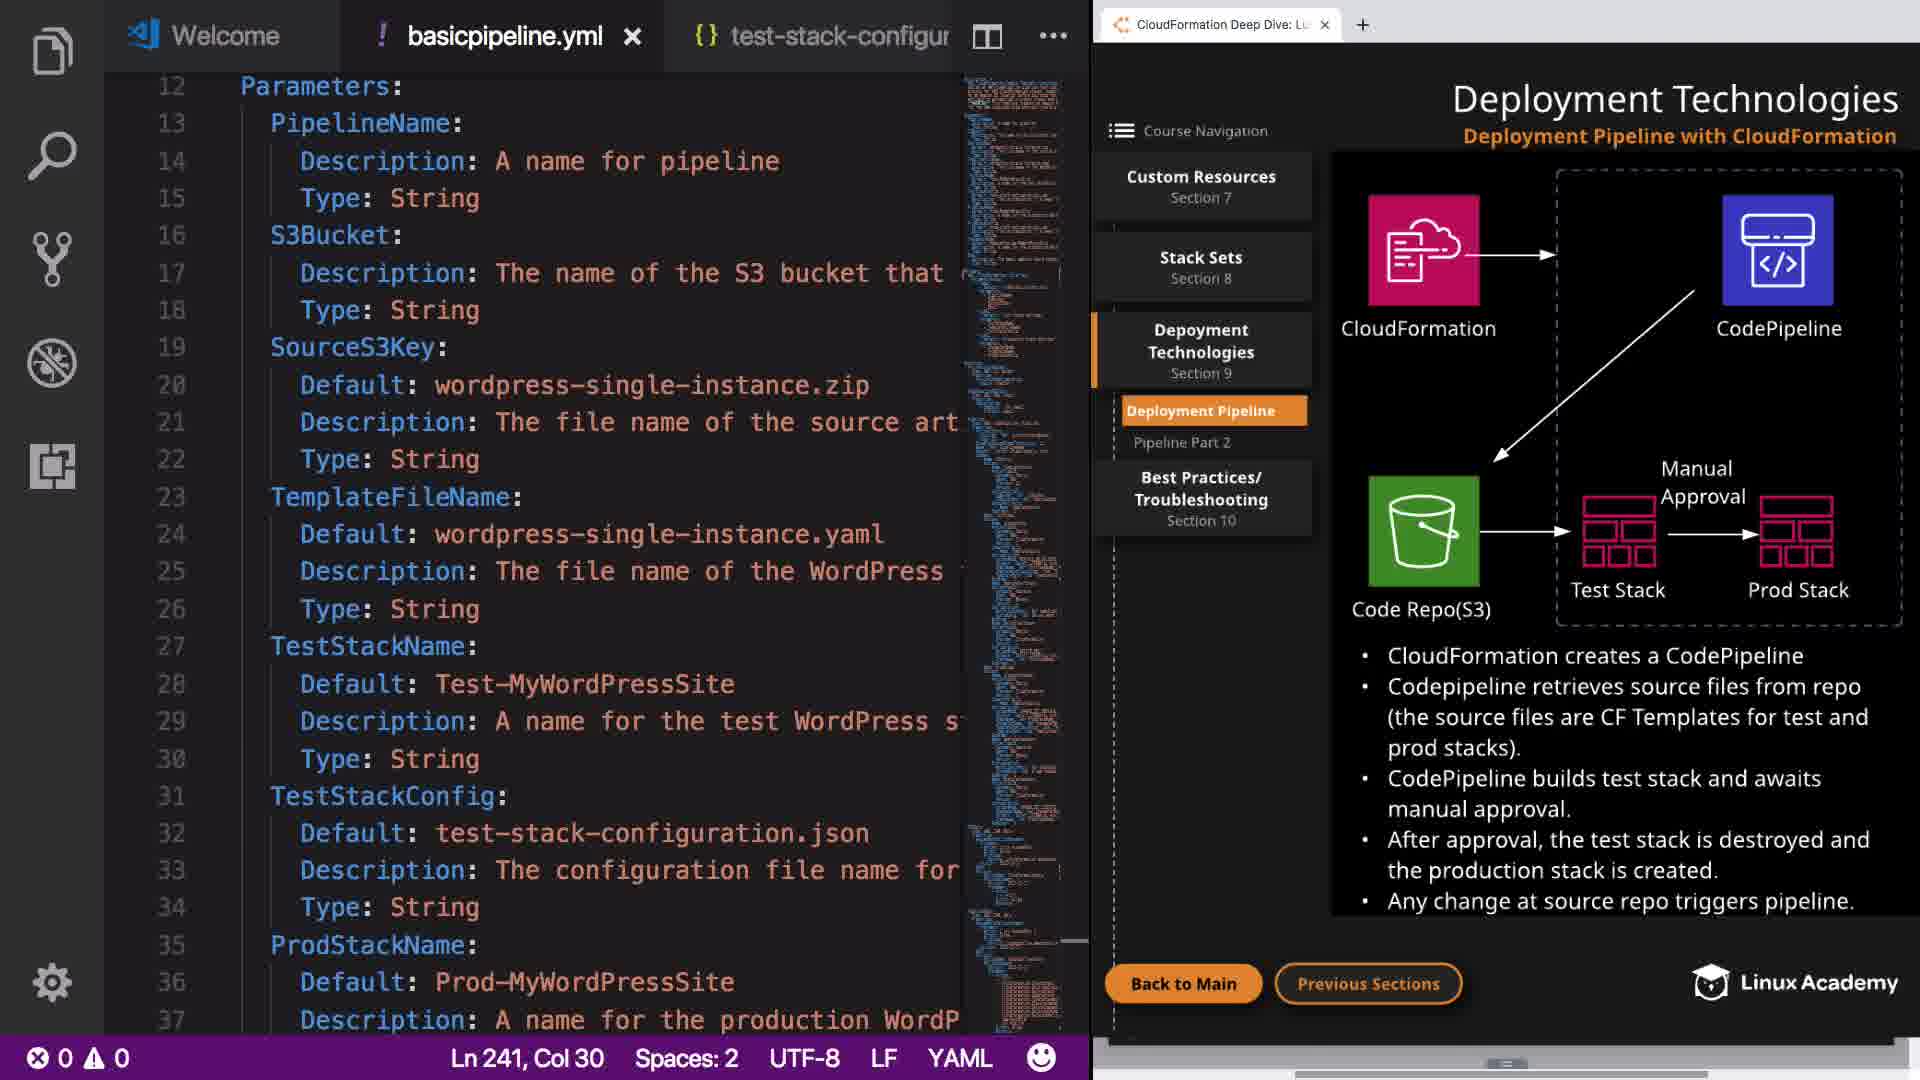 Welcome
! basicpipeline.yml ×
{} test-stack-configur
12 Parameters:
13 PipelineName:
14 Description: A name for pipeline
15 Type: String
16 S3Bucket:
17 Description: The name of the S3 bucket that
18 Type: String
19 SourceS3Key:
20 Default: wordpress-single-instance.zip
21 Description: The file name of the source art
22 Type: String
23 TemplateFileName:
24 Default: wordpress-single-instance.yaml
25 Description: The file name of the WordPress
26 Type: String
27 TestStackName:
28 Default: Test-MyWordPressSite
29 Description: A name for the test WordPress s
30 Type: String
31 TestStackConfig:
32 Default: test-stack-configuration.json
33 Description: The configuration file name for
34 Type: String
35 ProdStackName:
36 Default: Prod-MyWordPressSite
37 Description: A name for the production WordP
0 0
Ln 241, Col 30 Spaces: 2 UTF-8 LF YAML
CloudFormation Deep Dive: Lu × +
Deployment Technologies
Deployment Pipeline with CloudFormation
Course Navigation
Custom Resources
Section 7
Stack Sets
Section 8
Depoyment
Technologies
Section 9
Deployment Pipeline
Pipeline Part 2
Best Practices/
Troubleshooting
Section 10
CloudFormation
CodePipeline
</>
Manual
Approval
Code Repo(S3)
Test Stack
Prod Stack
• CloudFormation creates a CodePipeline
• Codepipeline retrieves source files from repo
(the source files are CF Templates for test and
prod stacks).
• CodePipeline builds test stack and awaits
manual approval.
• After approval, the test stack is destroyed and
the production stack is created.
• Any change at source repo triggers pipeline.
Back to Main
Previous Sections
Linux Academy